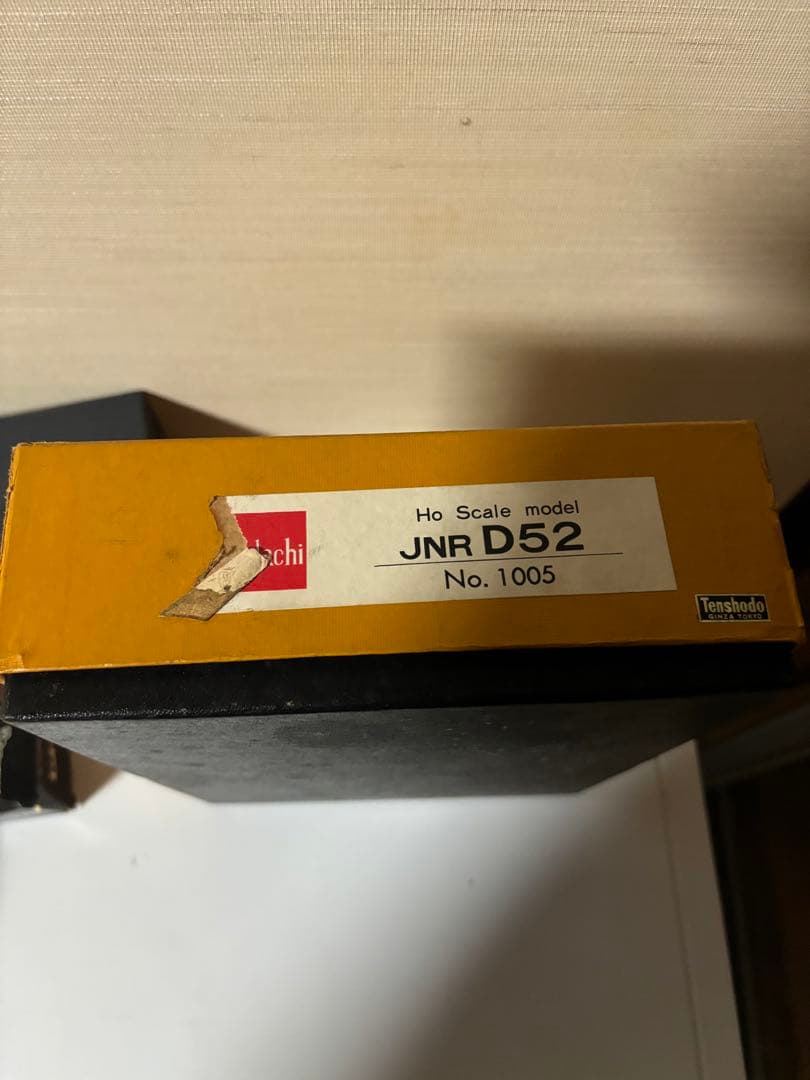 Ho Scale model
JNR D52
No. 1005
Tenshodo
GINZA TOKYO